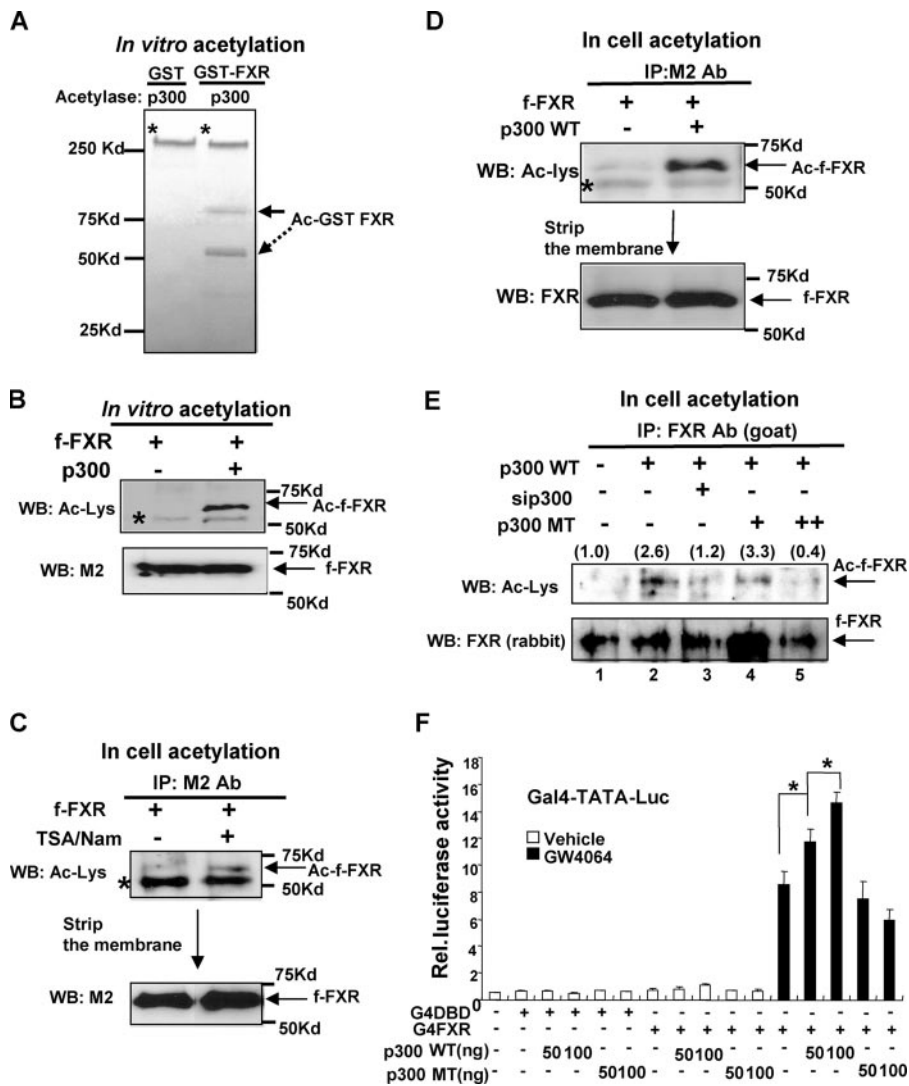 A
In vitro acetylation
GST GST-FXR
Acetylase: p300 p300
* *
250 Kd
75Kd
Ac-GST FXR
50Kd
25Kd
B
In vitro acetylation
f-FXR + +
p300 - +
75Kd
WB: Ac-Lys
Ac-f-FXR
*
50Kd
75Kd
WB: M2
f-FXR
50Kd
C
In cell acetylation
IP: M2 Ab
f-FXR + +
TSA/Nam - +
75Kd
WB: Ac-Lys
Ac-f-FXR
*
50Kd
Strip
the membrane
75Kd
WB: M2
f-FXR
50Kd
D
In cell acetylation
IP:M2 Ab
f-FXR + +
p300 WT - +
75Kd
WB: Ac-lys
Ac-f-FXR
*
50Kd
Strip
the membrane
75Kd
WB: FXR
f-FXR
50Kd
E
In cell acetylation
IP: FXR Ab (goat)
p300 WT - + + + +
sip300 - - + - -
p300 MT - - - + ++
(1.0) (2.6) (1.2) (3.3) (0.4)
Ac-f-FXR
WB: Ac-Lys
f-FXR
WB: FXR (rabbit)
1 2 3 4 5
F
Rel.luciferase activity
18
16
14
12
10
8
6
4
2
0
Gal4-TATA-Luc
Vehicle
GW4064
* *
G4DBD - + + + + + - - - - - - - - - -
G4FXR - - - - - - + + + + + + + + + +
p300 WT(ng) - - 50 100 - - - 50 100 - - - 50 100 - -
p300 MT(ng) - - - - 50 100 - - - 50 100 - - - 50 100